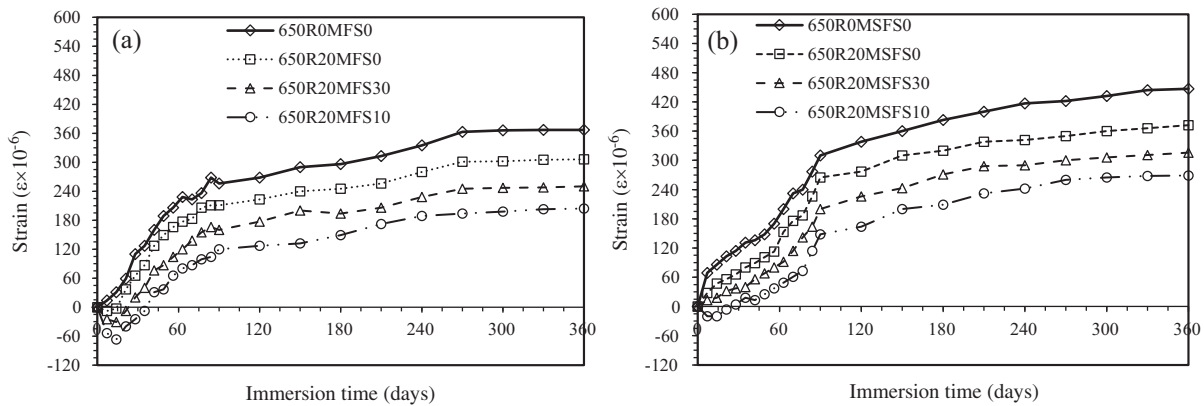 (a)
650R0MFS0
650R20MFS0
650R20MFS30
650R20MFS10
600
540
480
420
360
300
240
180
120
60
0
-60
-120
0 60 120 180 240 300 360
Strain (ε×10-6)
Immersion time (days)
(b)
650R0MSFS0
650R20MSFS0
650R20MSFS30
650R20MSFS10
600
540
480
420
360
300
240
180
120
60
0
-60
-120
0 60 120 180 240 300 360
Strain (ε×10-6)
Immersion time (days)